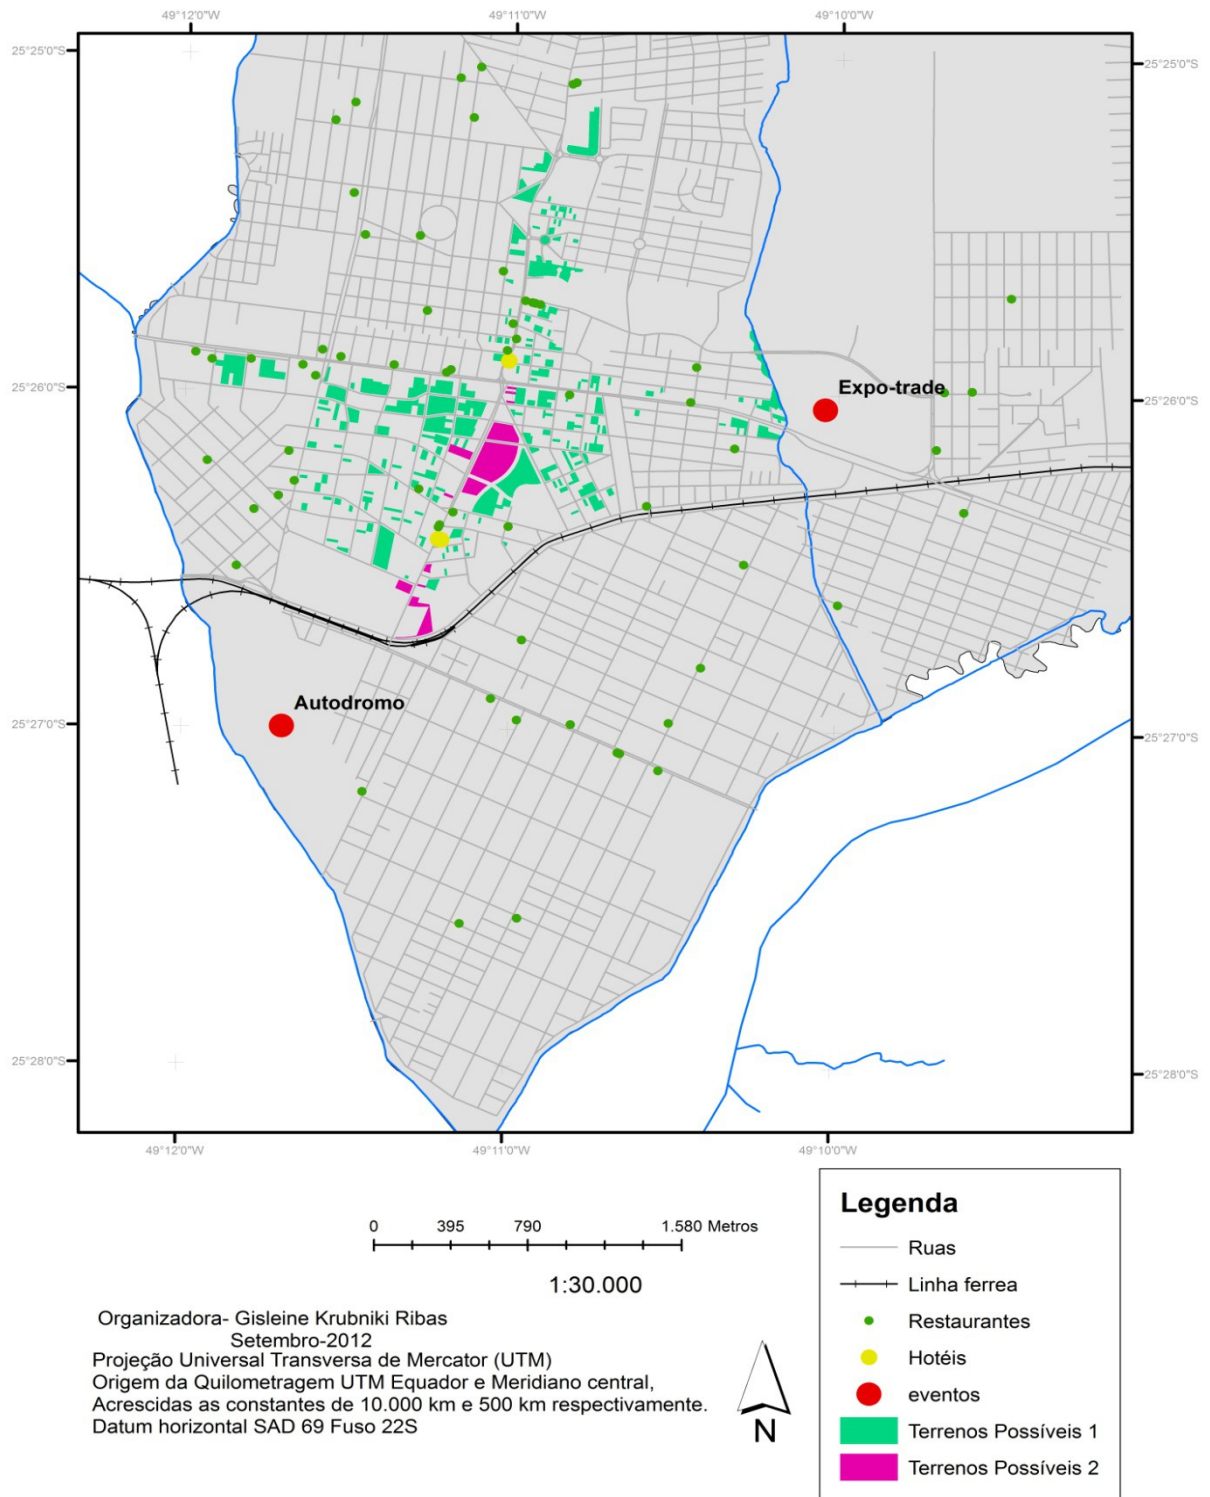 49°12'0"W
49°11'0"W
49°10'0"W
25°25'0"S
25°25'0"S
25°26'0"S
Expo-trade
25°26'0"S
Autodromo
25°27'0"S
25°27'0"S
25°28'0"S
25°28'0"S
49°12'0"W
49°11'0"W
49°10'0"W
0 395 790 1.580 Metros
1:30.000
Organizadora- Gisleine Krubniki Ribas
Setembro-2012
Projeção Universal Transversa de Mercator (UTM)
Origem da Quilometragem UTM Equador e Meridiano central,
Acrescidas as constantes de 10.000 km e 500 km respectivamente.
Datum horizontal SAD 69 Fuso 22S
N
Legenda
Ruas
Linha ferrea
Restaurantes
Hotéis
eventos
Terrenos Possíveis 1
Terrenos Possíveis 2